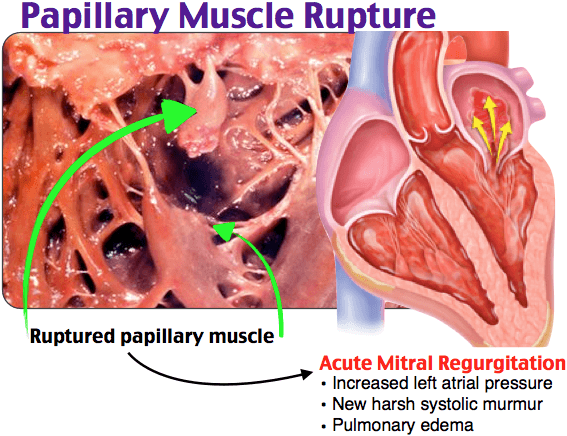 Papillary Muscle Rupture
Ruptured papillary muscle
Acute Mitral Regurgitation
• Increased left atrial pressure
• New harsh systolic murmur
• Pulmonary edema